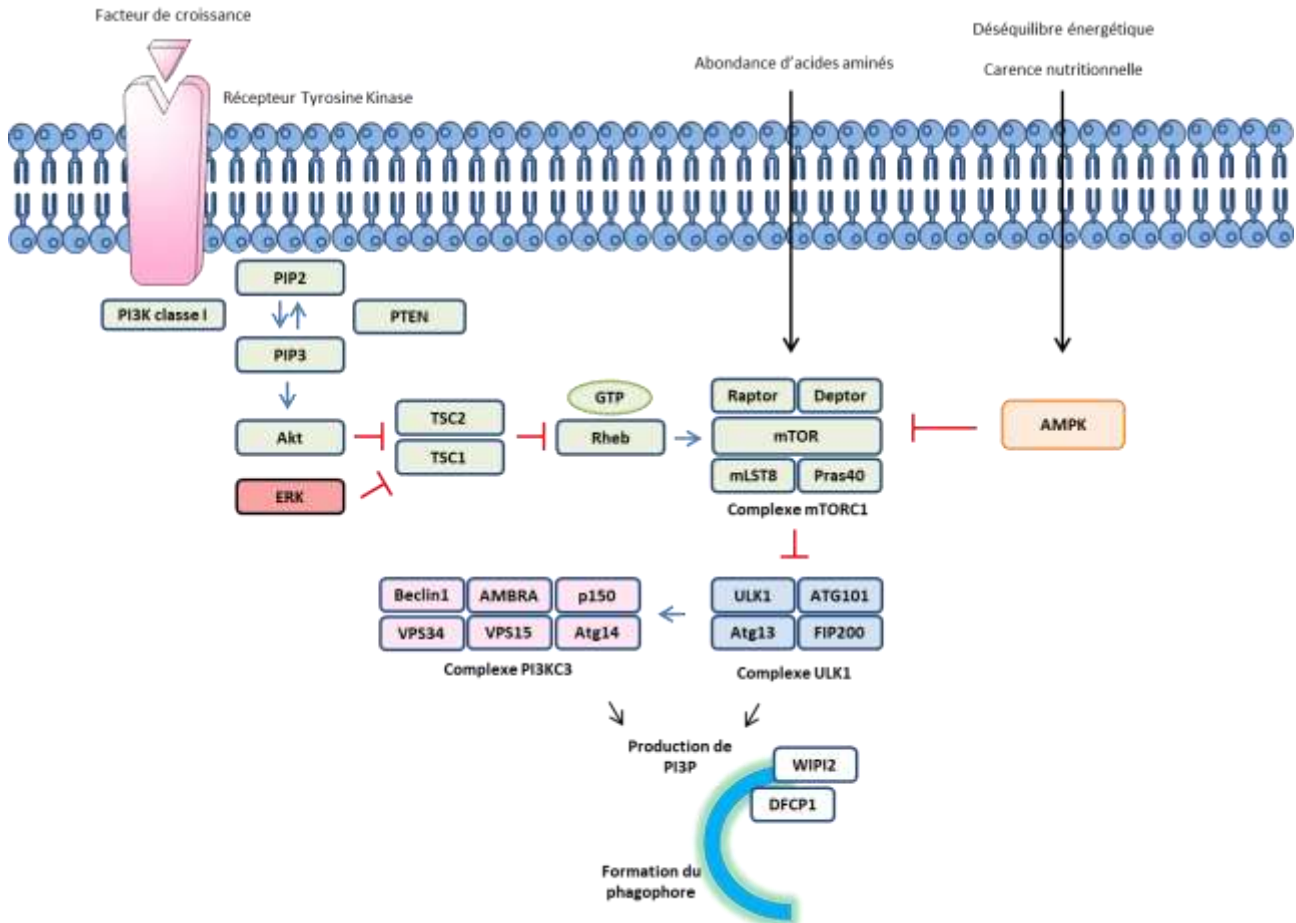 Facteur de croissance
Déséquilibre énergétique
Abondance d'acides aminés
Carence nutritionnelle
Récepteur Tyrosine Kinase
PIP2
PI3K classe I
PTEN
PIP3
GTP
Raptor
Deptor
TSC2
Akt
Rheb
mTOR
AMPK
TSC1
mLST8
Pras40
ERK
Complexe mTORC1
Beclin1
AMBRA
p150
ULK1
ATG101
VPS34
VPS15
Atg14
Atg13
FIP200
Complexe PI3KC3
Complexe ULK1
Production de
PI3P
WIPI2
DFCP1
Formation du
phagophore